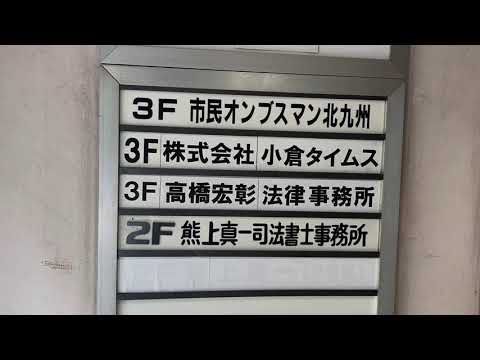 3F 市民オンブズマン北九州
3F 株式会社 小倉タイムス
3F 高橋宏彰 法律事務所
2F 熊上真一司法書士事務所